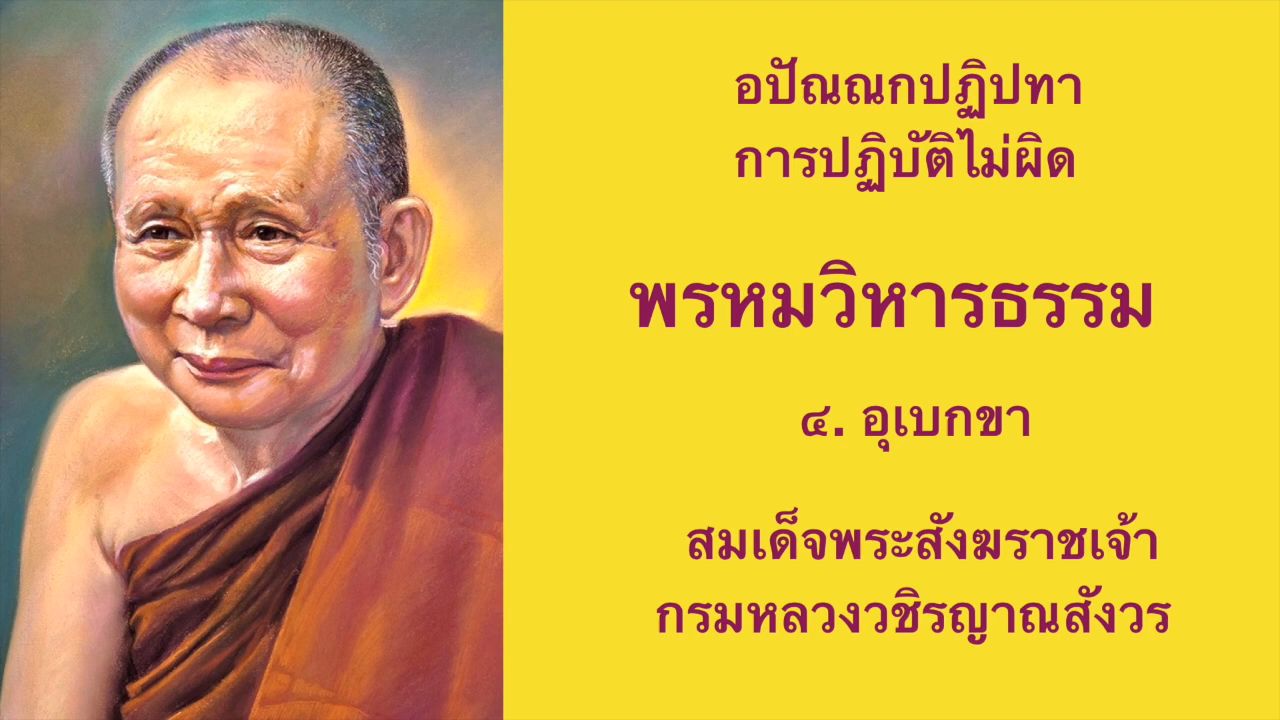 อปัณณกปฏิปทา
การปฏิบัติไม่ผิด
พรหมวิหารธรรม
๔. อุเบกขา
สมเด็จพระสังฆราชเจ้า
กรมหลวงวชิรญาณสังวร